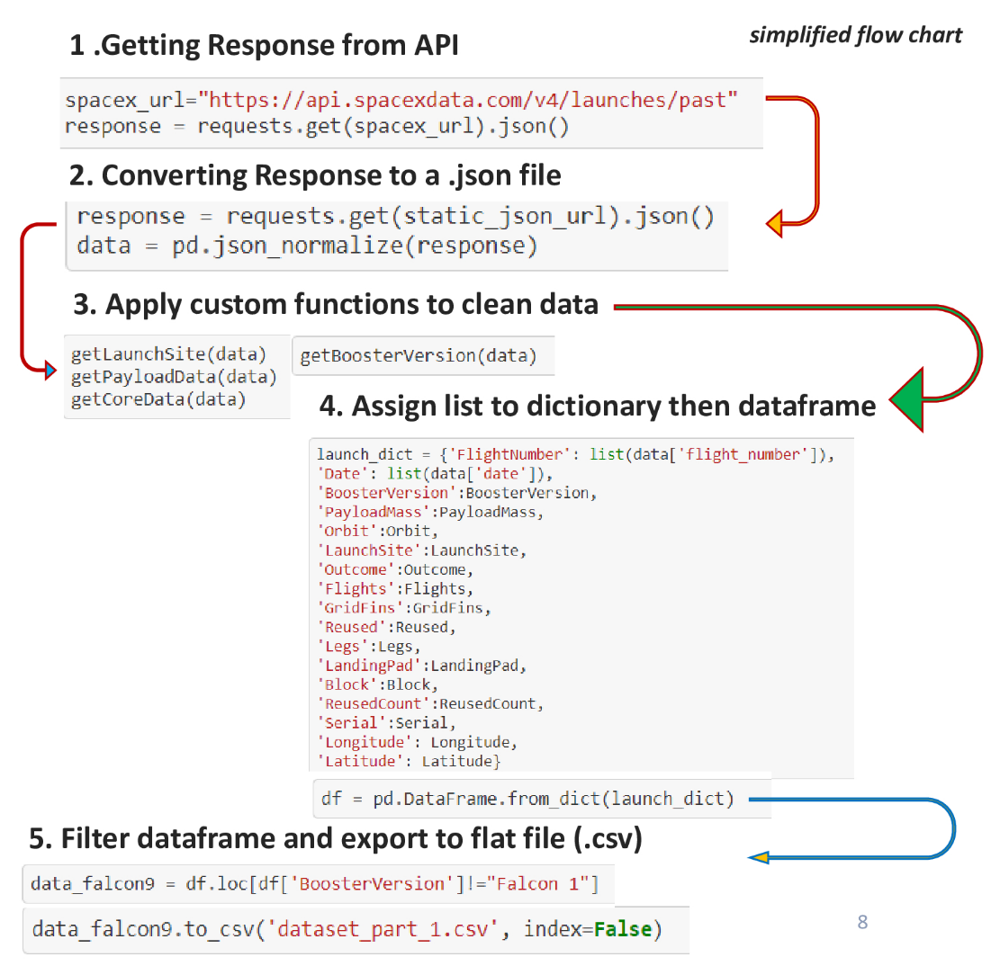 simplified flow chart
1 .Getting Response from API
spacex_url="https://api.spacexdata.com/v4/launches/past"
response = requests.get(spacex_url).json()
2. Converting Response to a .json file
response = requests.get(static_json_url).json()
data = pd.json_normalize(response)
3. Apply custom functions to clean data
getLaunchSite(data)
getPayloadData(data)
getCoreData(data)
getBoosterVersion(data)
4. Assign list to dictionary then dataframe
launch_dict = {'FlightNumber': list(data['flight_number']),
'Date': list(data['date']),
'BoosterVersion':BoosterVersion,
'PayloadMass':PayloadMass,
'Orbit':Orbit,
'LaunchSite':LaunchSite,
'Outcome':Outcome,
'Flights':Flights,
'GridFins':GridFins,
'Reused':Reused,
'Legs':Legs,
'LandingPad':LandingPad,
'Block':Block,
'ReusedCount':ReusedCount,
'Serial':Serial,
'Longitude': Longitude,
'Latitude': Latitude}
df = pd.DataFrame.from_dict(launch_dict)
5. Filter dataframe and export to flat file (.csv)
data_falcon9 = df.loc[df['BoosterVersion']!="Falcon 1"]
data_falcon9.to_csv('dataset_part_1.csv', index=False)
8